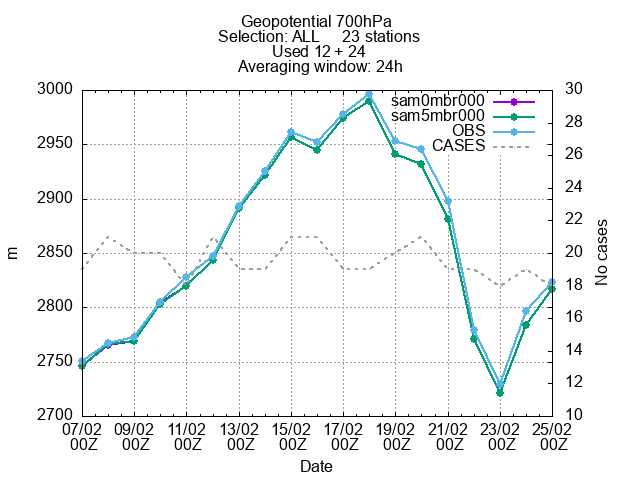 Geopotential 700hPa
Selection: ALL 23 stations
Used 12 + 24
Averaging window: 24h
3000
2950
2900
2850
2800
2750
2700
m
30
28
26
24
22
20
18
16
14
12
10
No cases
sam0mbr000
sam5mbr000
OBS
CASES
07/02 09/02 11/02 13/02 15/02 17/02 19/02 21/02 23/02 25/02
00Z 00Z 00Z 00Z 00Z 00Z 00Z 00Z 00Z 00Z
Date